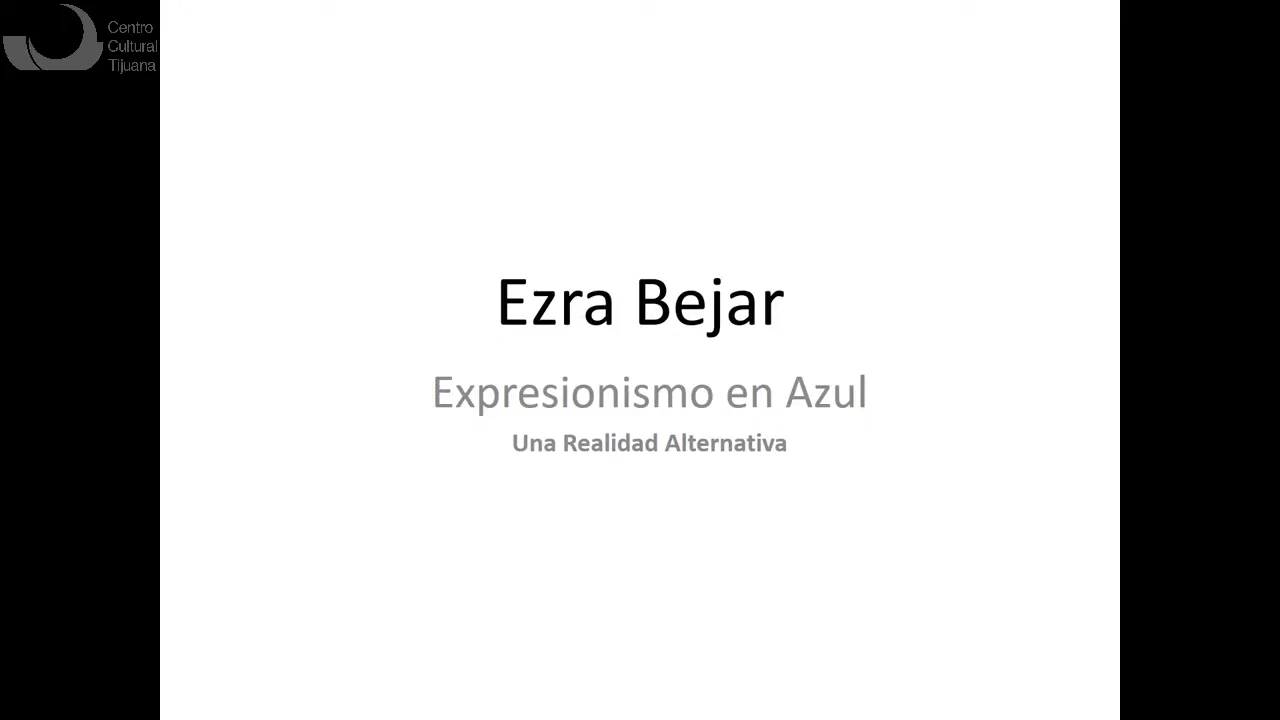 Centro
Cultural
Tijuana
Ezra Bejar
Expresionismo en Azul
Una Realidad Alternativa